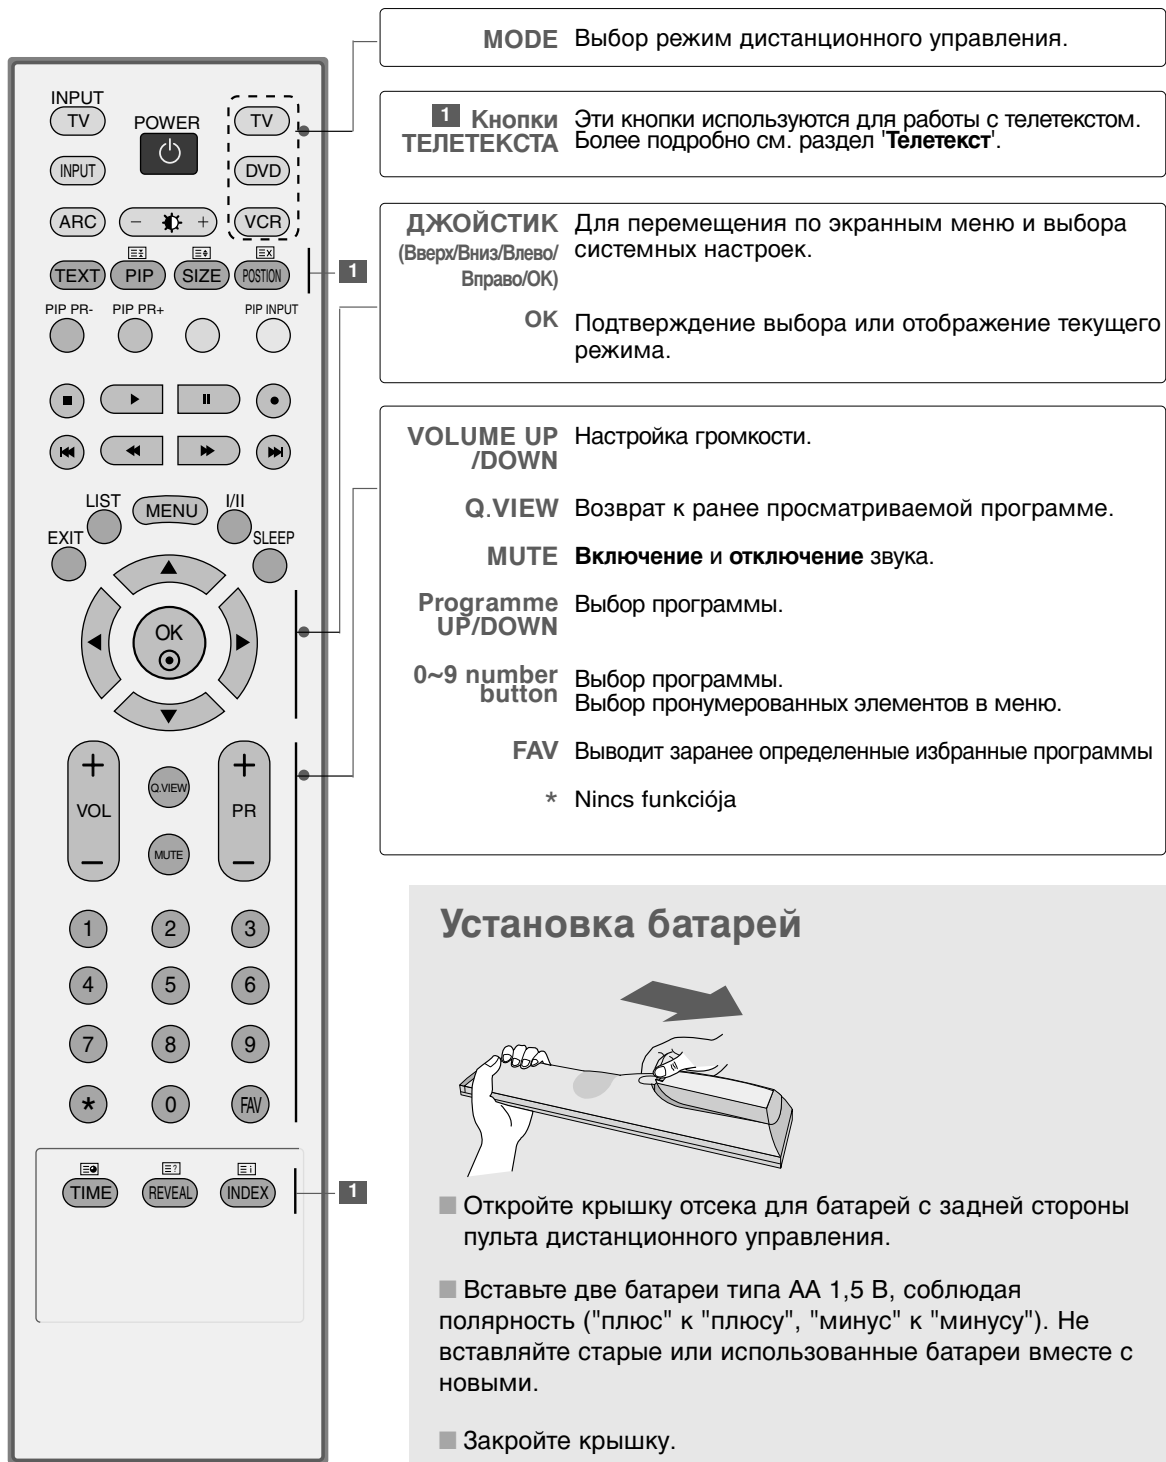 INPUT
TV
POWER
TV
INPUT
DVD
ARC
- +
VCR
TEXT
PIP
SIZE
POSTION
1
PIP PR-
PIP PR+
PIP INPUT
LIST
MENU
I/II
EXIT
SLEEP
OK
+
VOL
-
Q.VIEW
MUTE
+
PR
-
1
2
3
4
5
6
7
8
9
*
0
FAV
TIME
REVEAL
INDEX
1
MODE Выбор режим дистанционного управления.
1 Кнопки Эти кнопки используются для работы с телетекстом.
ТЕЛЕТЕКСТА Более подробно см. раздел 'Телетекст'.
ДЖОЙСТИК Для перемещения по экранным меню и выбора
(Вверх/Вниз/Влево/ системных настроек.
Вправо/OK)
OK Подтверждение выбора или отображение текущего
режима.
VOLUME UP Настройка громкости.
/DOWN
Q.VIEW Возврат к ранее просматриваемой программе.
MUTE Включение и отключение звука.
Programme Выбор программы.
UP/DOWN
0~9 number Выбор программы.
button Выбор пронумерованных элементов в меню.
FAV Выводит заранее определенные избранные программы
* Nincs funkciója
Установка батарей
Откройте крышку отсека для батарей с задней стороны
пульта дистанционного управления.
Вставьте две батареи типа АА 1,5 В, соблюдая
полярность ("плюс" к "плюсу", "минус" к "минусу"). Не
вставляйте старые или использованные батареи вместе с
новыми.
Закройте крышку.